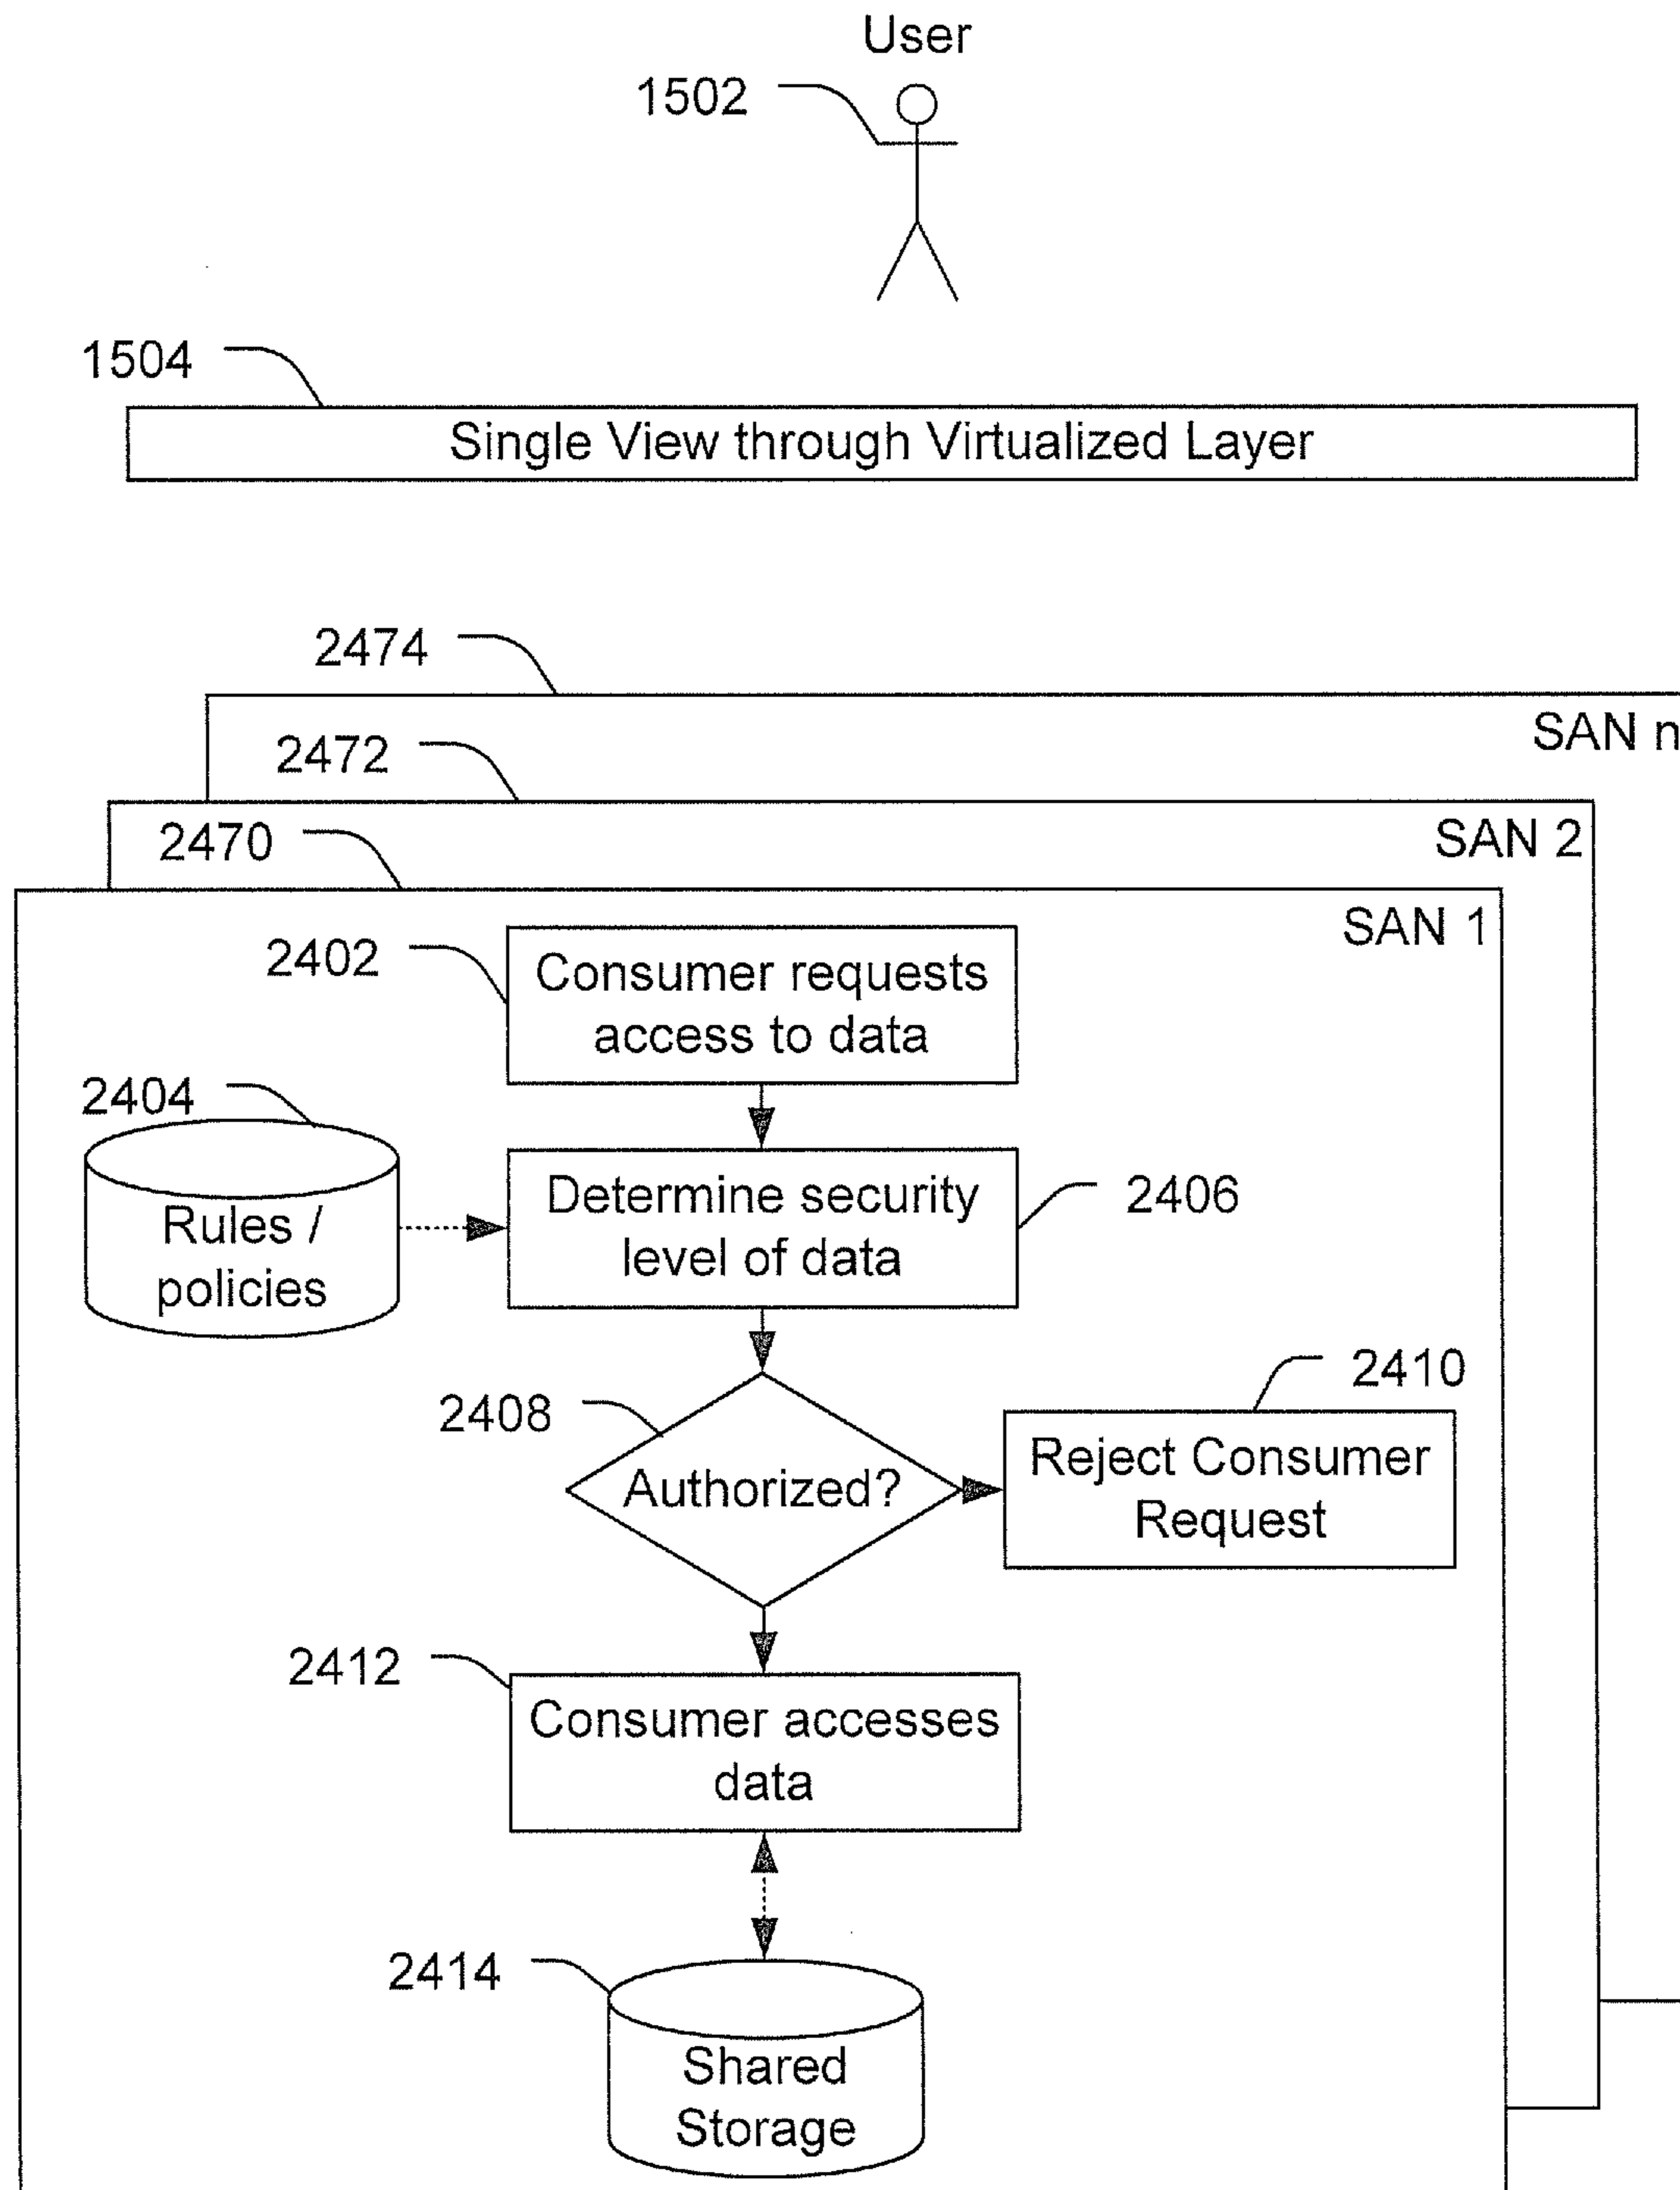 User
1502
1504
Single View through Virtualized Layer
2474
SAN n
2472
SAN 2
2470
SAN 1
2402
Consumer requests
access to data
2404
Rules /
policies
Determine security
level of data
2406
2408
Authorized?
2410
Reject Consumer
Request
2412
Consumer accesses
data
2414
Shared
Storage